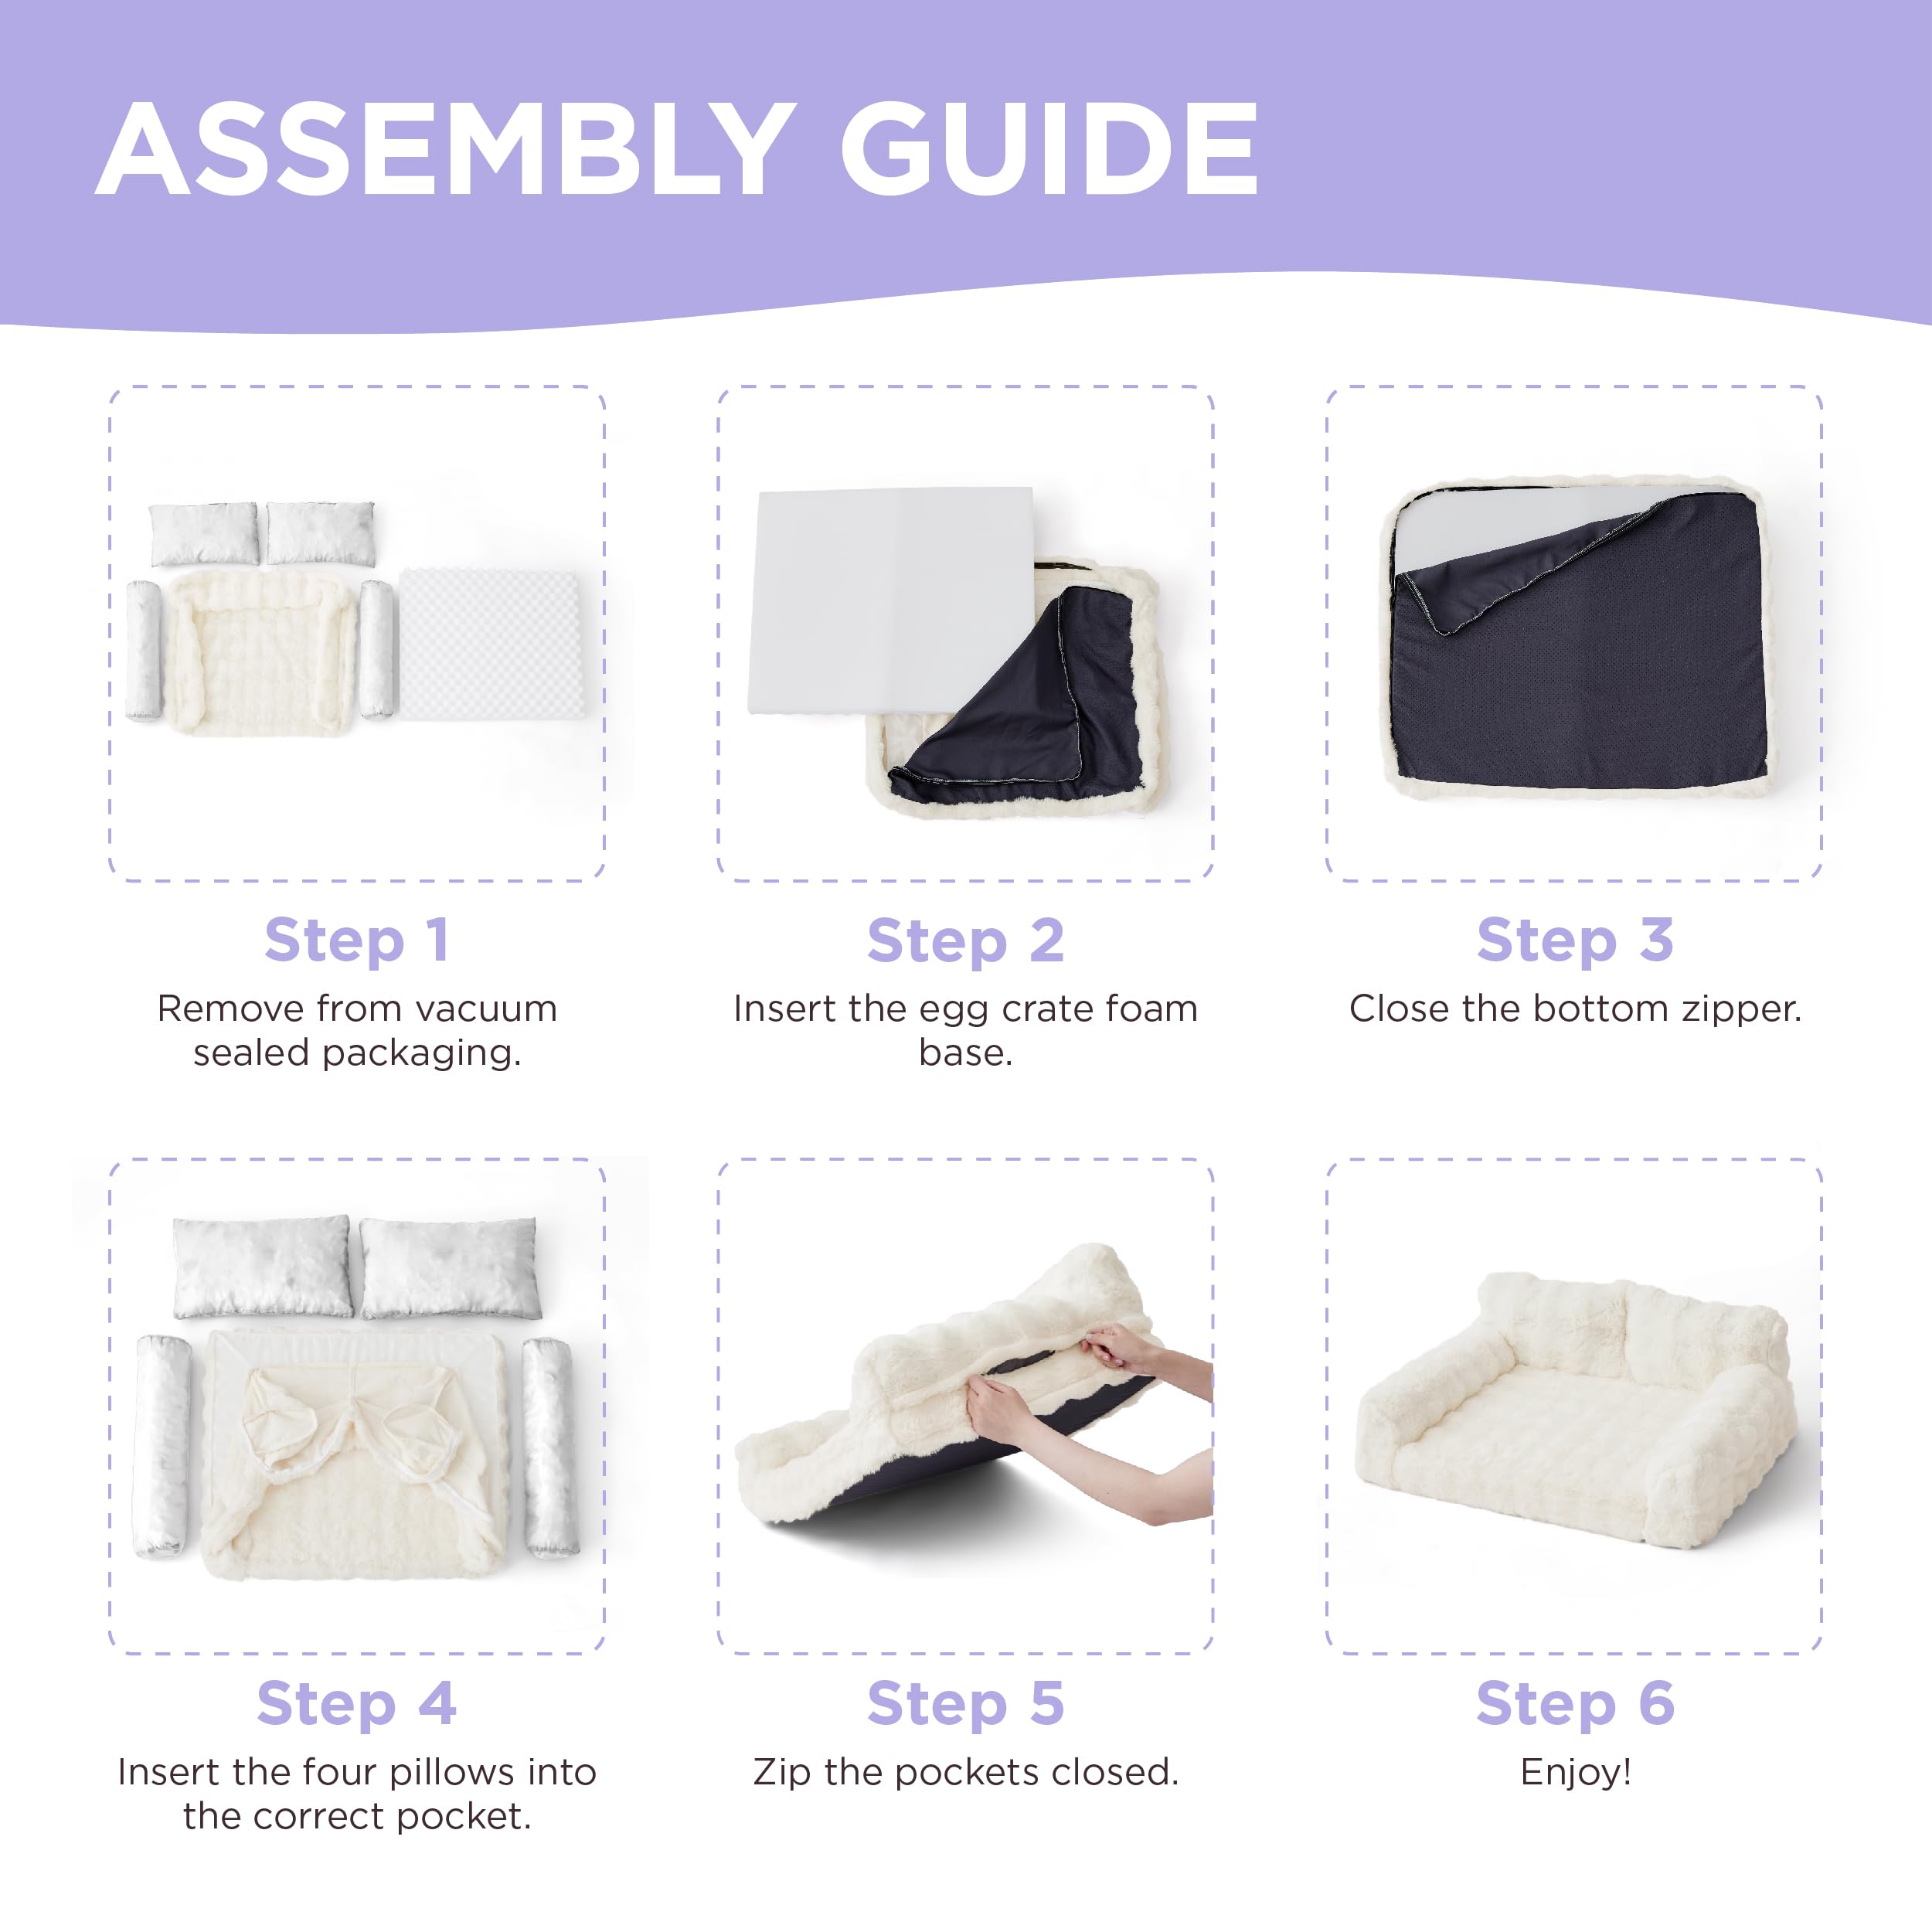 ASSEMBLY GUIDE
Step 1
Remove from vacuum
sealed packaging.
Step 2
Insert the egg crate foam
base.
Step 3
Close the bottom zipper.
Step 4
Insert the four pillows into
the correct pocket.
Step 5
Zip the pockets closed.
Step 6
Enjoy!